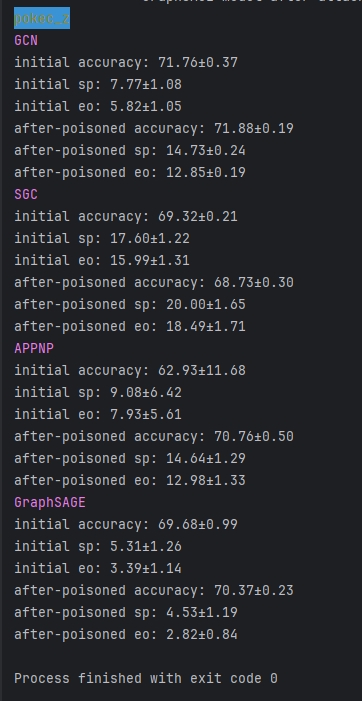 pokec_z
GCN
initial accuracy: 71.76±0.37
initial sp: 7.77±1.08
initial eo: 5.82±1.05
after-poisoned accuracy: 71.88±0.19
after-poisoned sp: 14.73±0.24
after-poisoned eo: 12.85±0.19
SGC
initial accuracy: 69.32±0.21
initial sp: 17.60±1.22
initial eo: 15.99±1.31
after-poisoned accuracy: 68.73±0.30
after-poisoned sp: 20.00±1.65
after-poisoned eo: 18.49±1.71
APPNP
initial accuracy: 62.93±11.68
initial sp: 9.08±6.42
initial eo: 7.93±5.61
after-poisoned accuracy: 70.76±0.50
after-poisoned sp: 14.64±1.29
after-poisoned eo: 12.98±1.33
GraphSAGE
initial accuracy: 69.68±0.99
initial sp: 5.31±1.26
initial eo: 3.39±1.14
after-poisoned accuracy: 70.37±0.23
after-poisoned sp: 4.53±1.19
after-poisoned eo: 2.82±0.84
Process finished with exit code 0